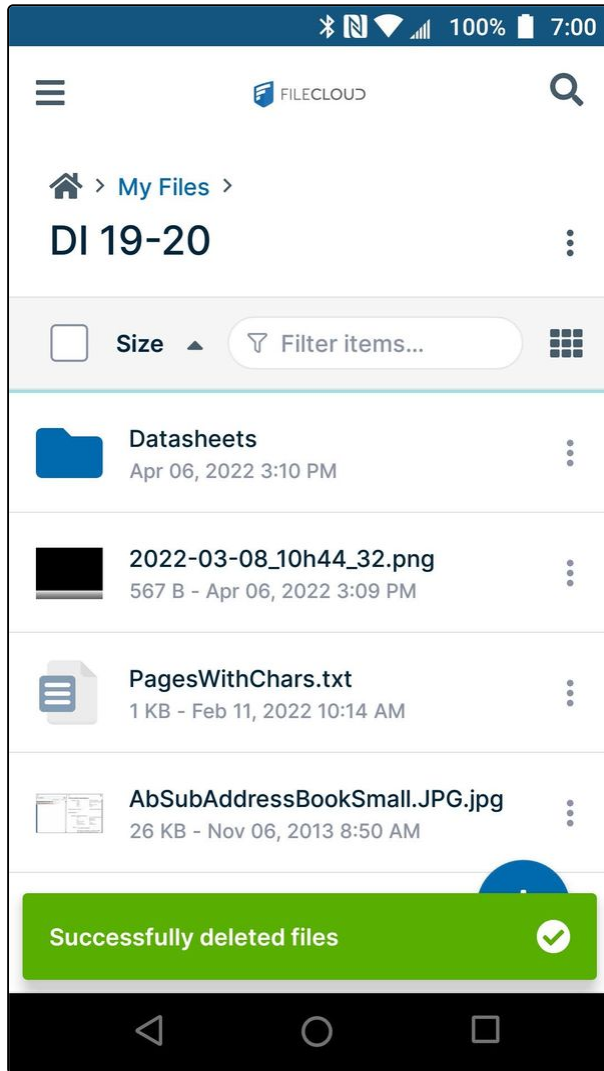 100% 7:00
FILECLOUD
My Files
DI 19-20
Size Filter items...
Datasheets
Apr 06, 2022 3:10 PM
2022-03-08_10h44_32.png
567 B - Apr 06, 2022 3:09 PM
PagesWithChars.txt
1 KB - Feb 11, 2022 10:14 AM
AbSubAddressBookSmall.JPG.jpg
26 KB - Nov 06, 2013 8:50 AM
Successfully deleted files